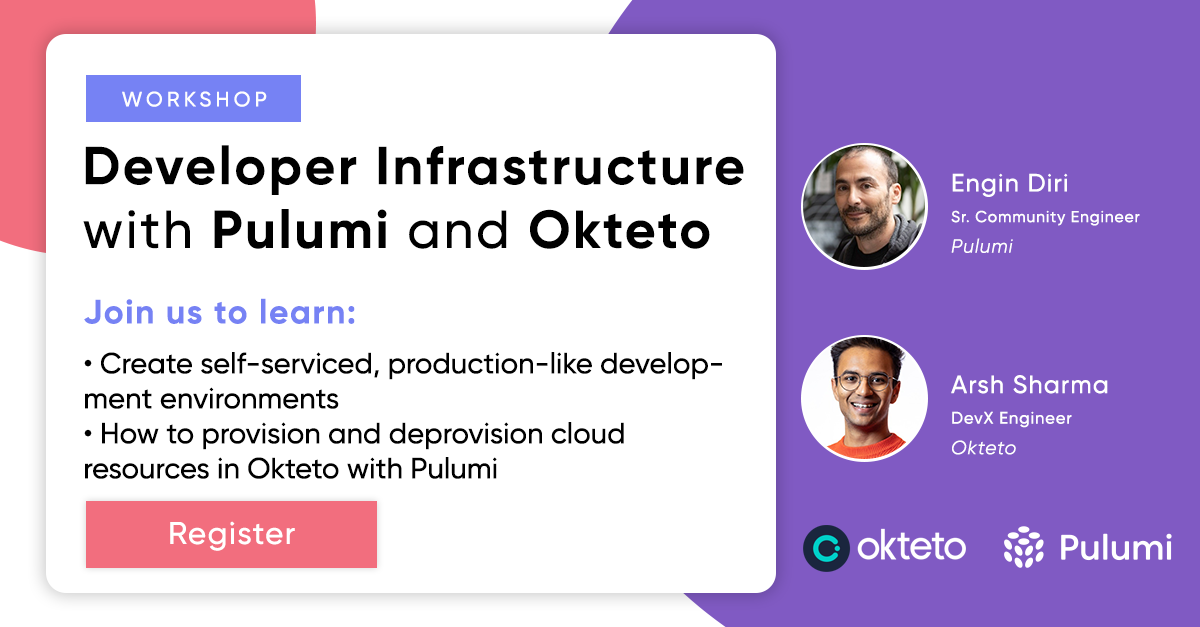 WORKSHOP
Developer Infrastructure
with Pulumi and Okteto
Join us to learn:
• Create self-serviced, production-like develop-
ment environments
• How to provision and deprovision cloud
resources in Okteto with Pulumi
Register
Engin Diri
Sr. Community Engineer
Pulumi
Arsh Sharma
DevX Engineer
Okteto
okteto
Pulumi